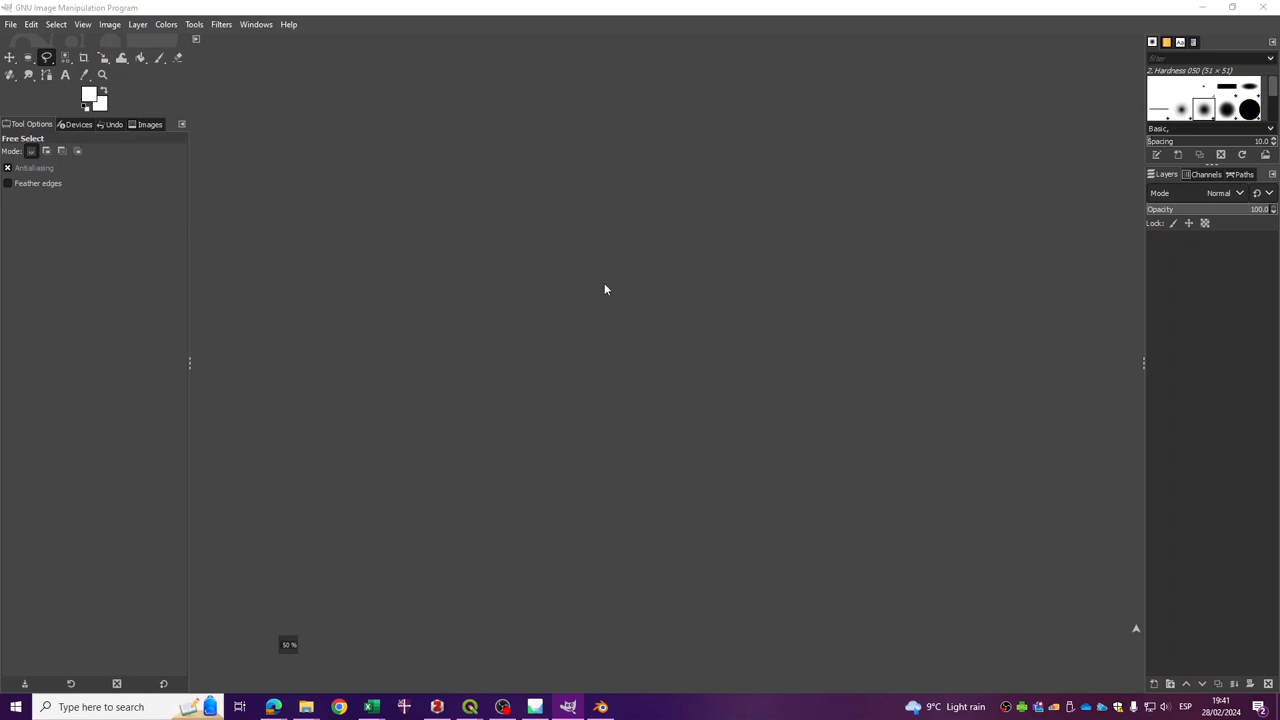 GNU Image Manipulation Program
File Edit Select View Image Layer Colors Tools Filters Windows Help
filter
2. Hardness 050 (51 × 51)
Tool Options Devices Undo Images
Free Select
Basic,
Mode:
Spacing 10.0
Antialiasing
Feather edges
Layers Channels Paths
Mode Normal
Opacity 100.0
Lock:
50 %
Type here to search
9°C Light rain
ESP
19:41
28/02/2024